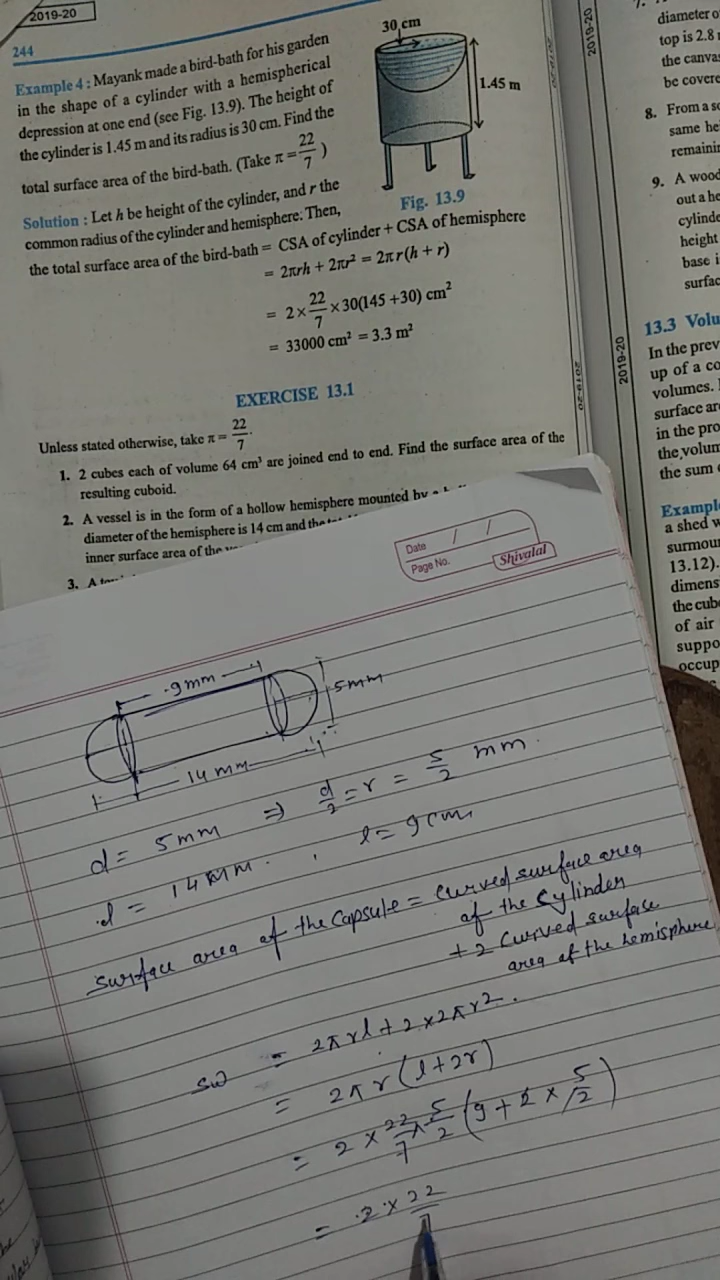 2019-20
244
Example 4 : Mayank made a bird-bath for his garden
in the shape of a cylinder with a hemispherical
depression at one end (see Fig. 13.9). The height of
the cylinder is 1.45 m and its radius is 30 cm. Find the
total surface area of the bird-bath. (Take π = 22/7)
30 cm
1.45 m
Fig. 13.9
Solution : Let h be height of the cylinder, and r the
common radius of the cylinder and hemisphere. Then,
the total surface area of the bird-bath = CSA of cylinder + CSA of hemisphere
= 2πrh + 2πr² = 2πr(h + r)
= 2 × 22/7 × 30(145 + 30) cm²
= 33000 cm² = 3.3 m²
EXERCISE 13.1
Unless stated otherwise, take π = 22/7.
1. 2 cubes each of volume 64 cm³ are joined end to end. Find the surface area of the
resulting cuboid.
2. A vessel is in the form of a hollow hemisphere mounted by a
diameter of the hemisphere is 14 cm and the
inner surface area of the
3. A
2019-20
2019-20
diameter o
top is 2.8
the canva
be covere
8. From a so
same he
remainin
9. A wood
out a he
cylinde
height
base i
surfac
13.3 Volu
In the prev
up of a co
volumes.
surface ar
in the pro
the volum
the sum
Example
a shed w
surmour
13.12).
dimens
the cub
of air
suppo
occup
Date / /
Page No.
Shivalal
9mm
5mm
14 mm
d = 5mm ⇒ d/2 = r = 5/2 mm
l = 14mm , l = 9cm
surface area of the capsule = curved surface area
of the cylinder
+ 2 curved surface
area of the hemisphere
= 2πrl + 2×2πr².
= 2πr(l+2r)
= 2 × 22/7 × 5/2 (9 + 2 × 5/2)
= 2 × 22/7